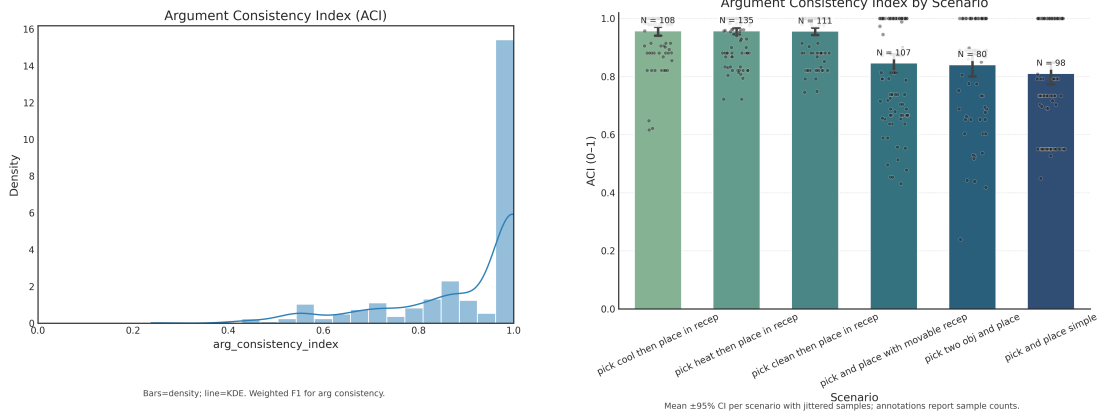 Argument Consistency Index (ACI)
16
14
12
10
8
6
4
2
0
Density
0.0 0.2 0.4 0.6 0.8 1.0
arg_consistency_index
Bars=density; line=KDE. Weighted F1 for arg consistency.
Argument Consistency Index by Scenario
1.0
0.8
0.6
0.4
0.2
0.0
ACI (0–1)
N = 108
N = 135
N = 111
N = 107
N = 80
N = 98
pick cool then place in recep
pick heat then place in recep
pick clean then place in recep
pick and place with movable recep
pick two obj and place
pick and place simple
Scenario
Mean ±95% CI per scenario with jittered samples; annotations report sample counts.